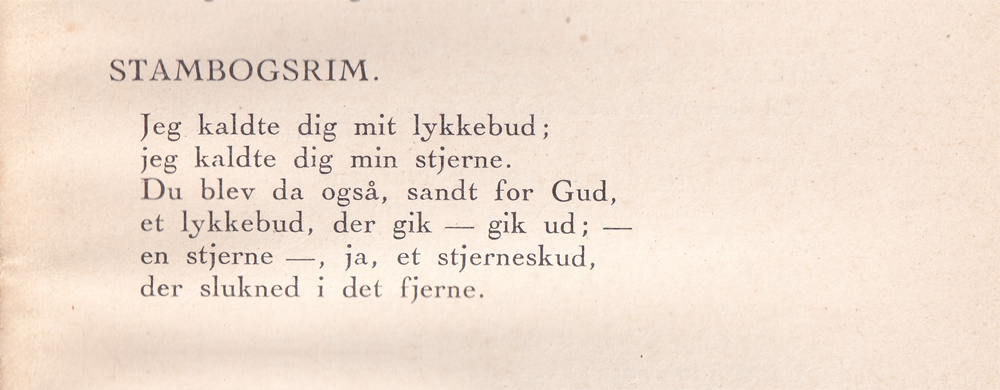 STAMBOGSRIM.
Jeg kaldte dig mit lykkebud;
jeg kaldte dig min stjerne.
Du blev da også, sandt for Gud,
et lykkebud, der gik — gik ud; —
en stjerne —, ja, et stjerneskud,
der slukned i det fjerne.